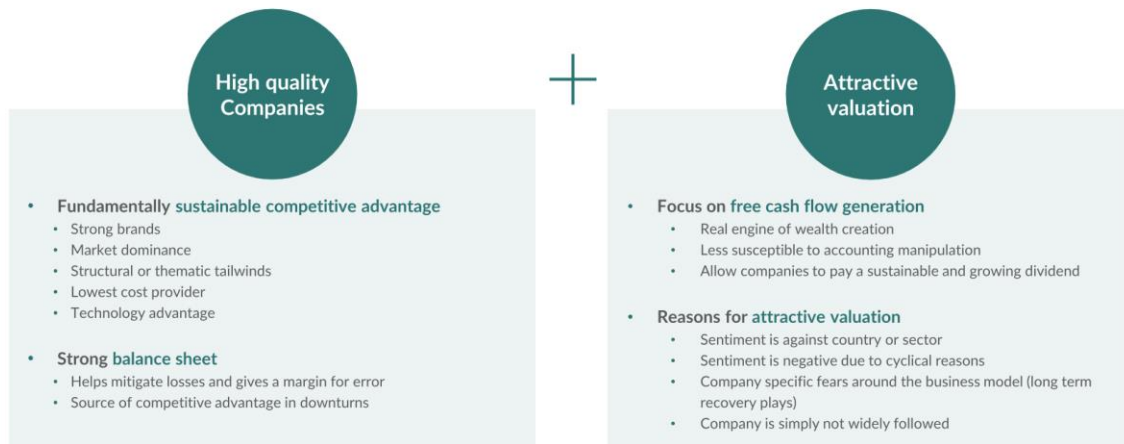 High quality
Companies
• Fundamentally sustainable competitive advantage
• Strong brands
• Market dominance
• Structural or thematic tailwinds
• Lowest cost provider
• Technology advantage
• Strong balance sheet
• Helps mitigate losses and gives a margin for error
• Source of competitive advantage in downturns
+
Attractive
valuation
• Focus on free cash flow generation
• Real engine of wealth creation
• Less susceptible to accounting manipulation
• Allow companies to pay a sustainable and growing dividend
• Reasons for attractive valuation
• Sentiment is against country or sector
• Sentiment is negative due to cyclical reasons
• Company specific fears around the business model (long term
recovery plays)
• Company is simply not widely followed